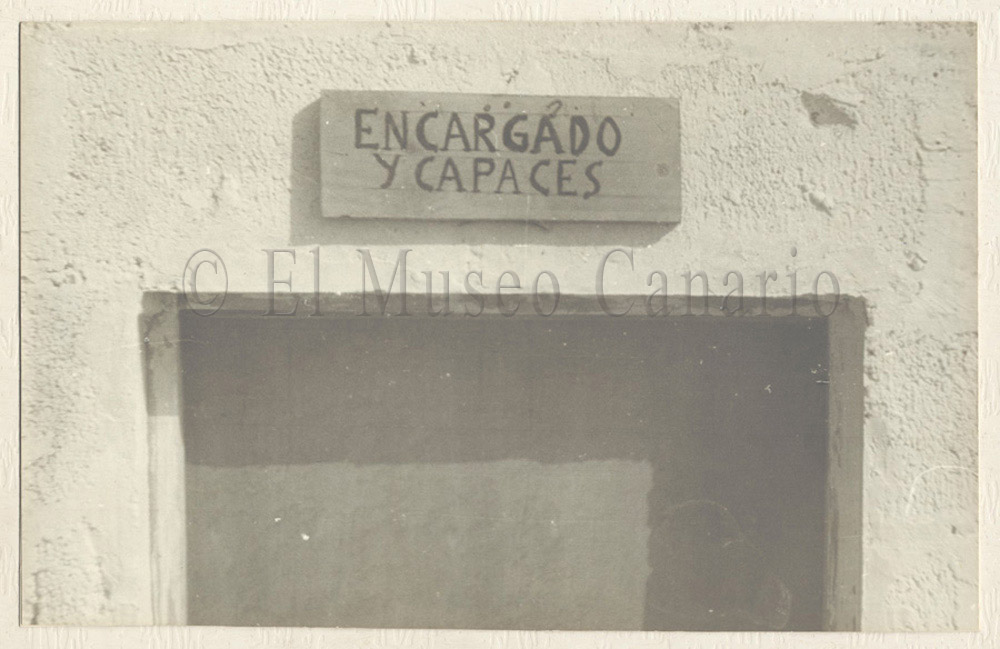 ENCARGADO
Y CAPACES
© El Museo Canario